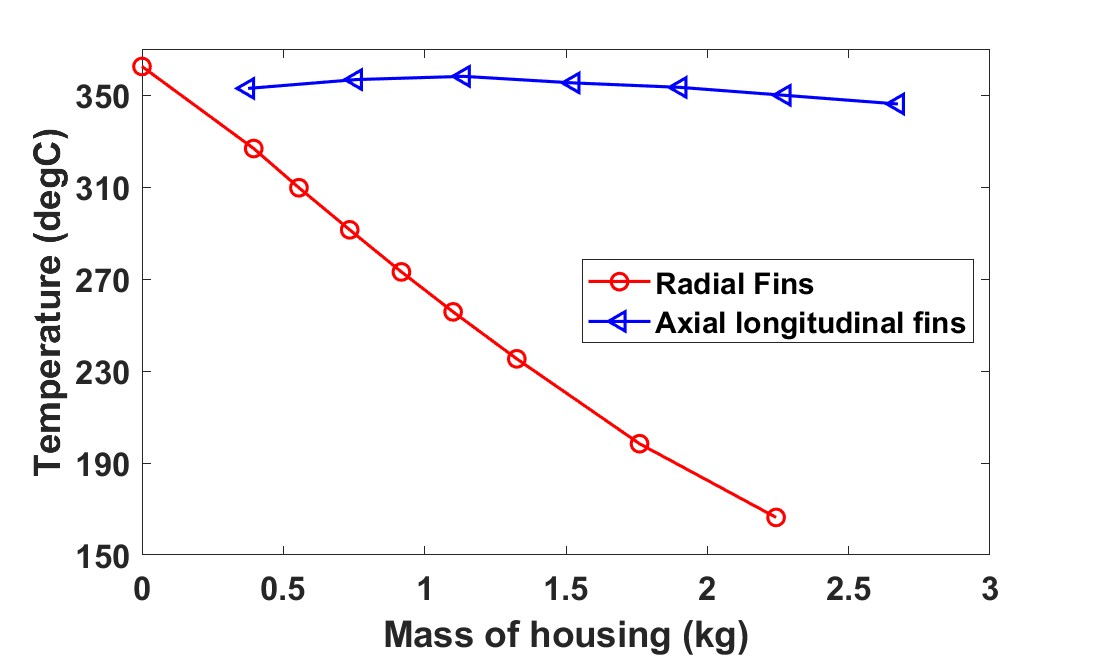 350
310
270
230
190
150
Temperature (degC)
Radial Fins
Axial longitudinal fins
0 0.5 1 1.5 2 2.5 3
Mass of housing (kg)